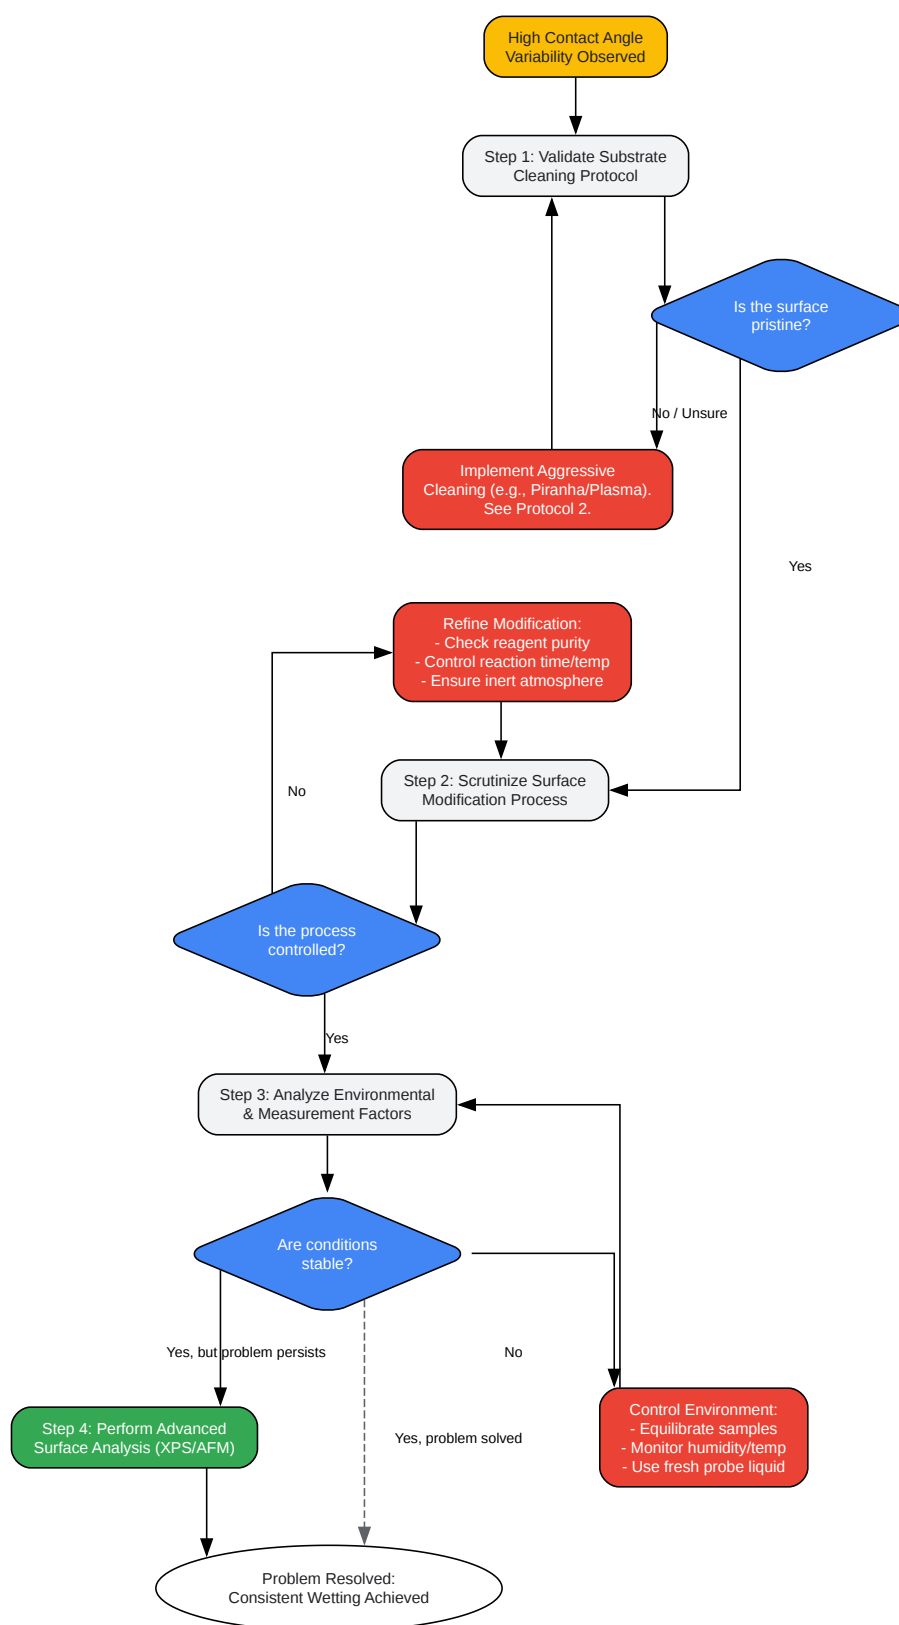 High Contact Angle
Variability Observed
Step 1: Validate Substrate
Cleaning Protocol
Is the surface
pristine?
No / Unsure
Implement Aggressive
Cleaning (e.g., Piranha/Plasma).
See Protocol 2.
Yes
Refine Modification:
- Check reagent purity
- Control reaction time/temp
- Ensure inert atmosphere
Step 2: Scrutinize Surface
Modification Process
No
Is the process
controlled?
Yes
Step 3: Analyze Environmental
& Measurement Factors
Are conditions
stable?
Yes, but problem persists
No
Step 4: Perform Advanced
Surface Analysis (XPS/AFM)
Yes, problem solved
Control Environment:
- Equilibrate samples
- Monitor humidity/temp
- Use fresh probe liquid
Problem Resolved:
Consistent Wetting Achieved